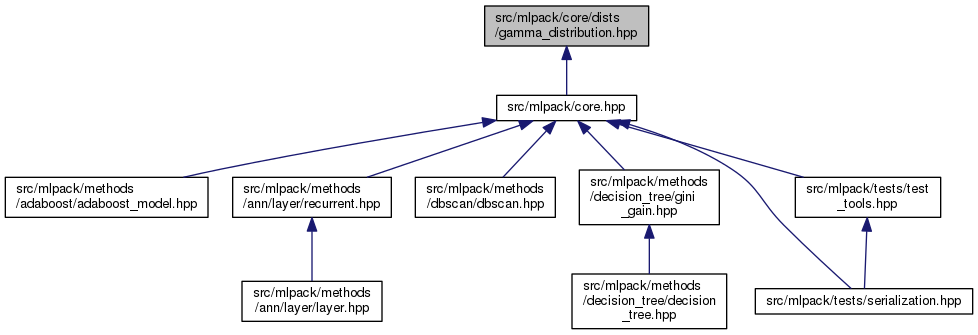 src/mlpack/core/dists
/gamma_distribution.hpp
src/mlpack/core.hpp
src/mlpack/methods
/adaboost/adaboost_model.hpp
src/mlpack/methods
/ann/layer/recurrent.hpp
src/mlpack/methods
/dbscan/dbscan.hpp
src/mlpack/methods
/decision_tree/gini
_gain.hpp
src/mlpack/tests/test
_tools.hpp
src/mlpack/methods
/ann/layer/layer.hpp
src/mlpack/methods
/decision_tree/decision
_tree.hpp
src/mlpack/tests/serialization.hpp